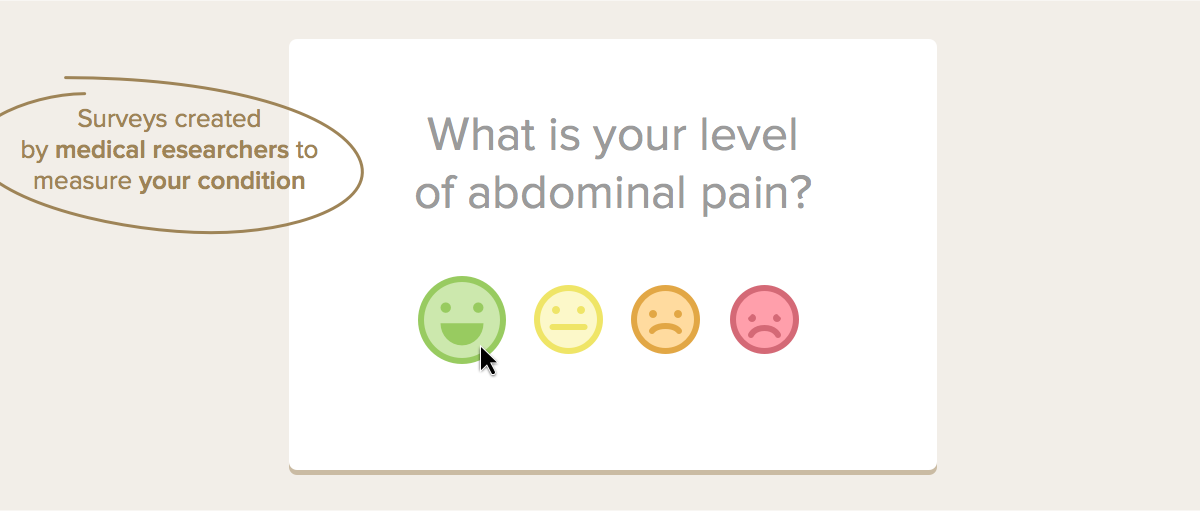 Surveys created
by medical researchers to
measure your condition
What is your level
of abdominal pain?